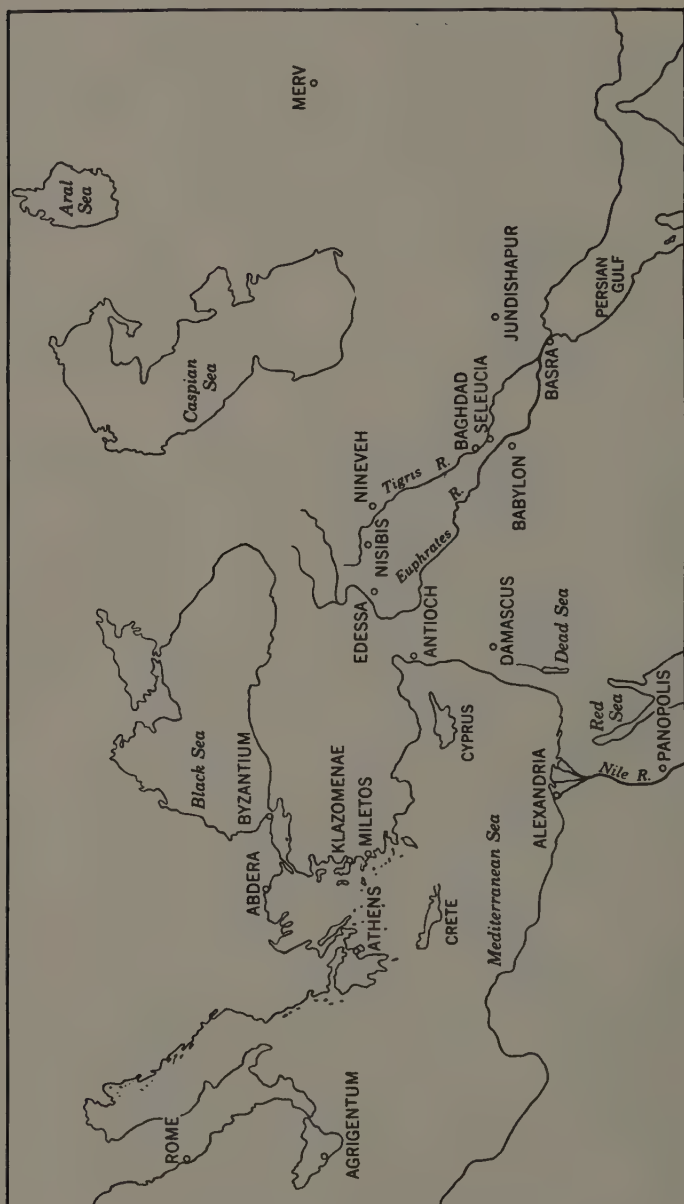 MERV
Aral
Sea
Caspian
Sea
JUNDISHAPUR
PERSIAN
GULF
BASRA
BAGHDAD
SELEUCIA
BABYLON
NINEVEH
Tigris R.
NISIBIS
Euphrates R.
EDESSA
ANTIOCH
DAMASCUS
Dead Sea
Black Sea
BYZANTIUM
CYPRUS
Red
Sea
PANOPOLIS
Nile R.
ALEXANDRIA
KLAZOMENAE
MILETOS
ABDERA
ATHENS
CRETE
Mediterranean Sea
ROME
AGRIGENTUM